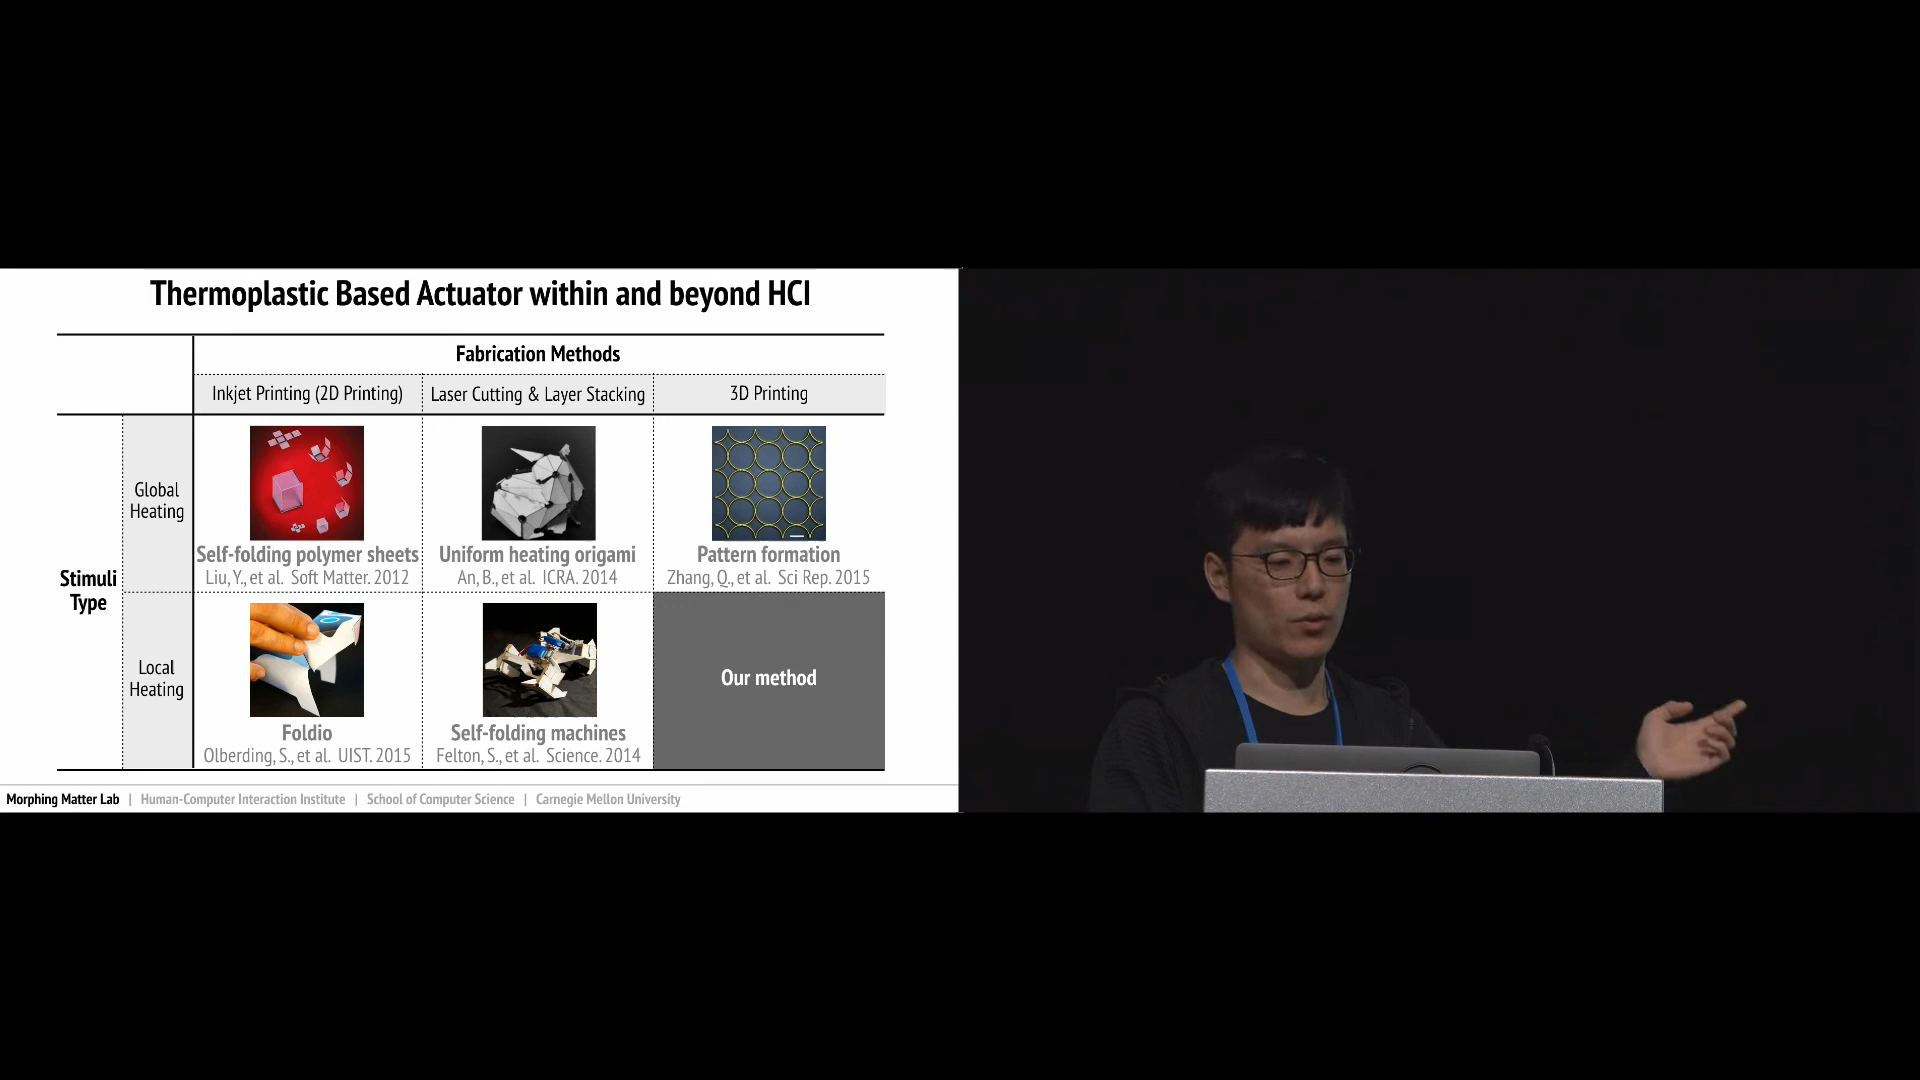 Thermoplastic Based Actuator within and beyond HCI
Fabrication Methods
Inkjet Printing (2D Printing)
Laser Cutting & Layer Stacking
3D Printing
Stimuli
Type
Global
Heating
Self-folding polymer sheets
Liu, Y., et al. Soft Matter. 2012
Uniform heating origami
An, B., et al. ICRA. 2014
Pattern formation
Zhang, Q., et al. Sci Rep. 2015
Local
Heating
Foldio
Olberding, S., et al. UIST. 2015
Self-folding machines
Felton, S., et al. Science. 2014
Our method
Morphing Matter Lab | Human-Computer Interaction Institute | School of Computer Science | Carnegie Mellon University